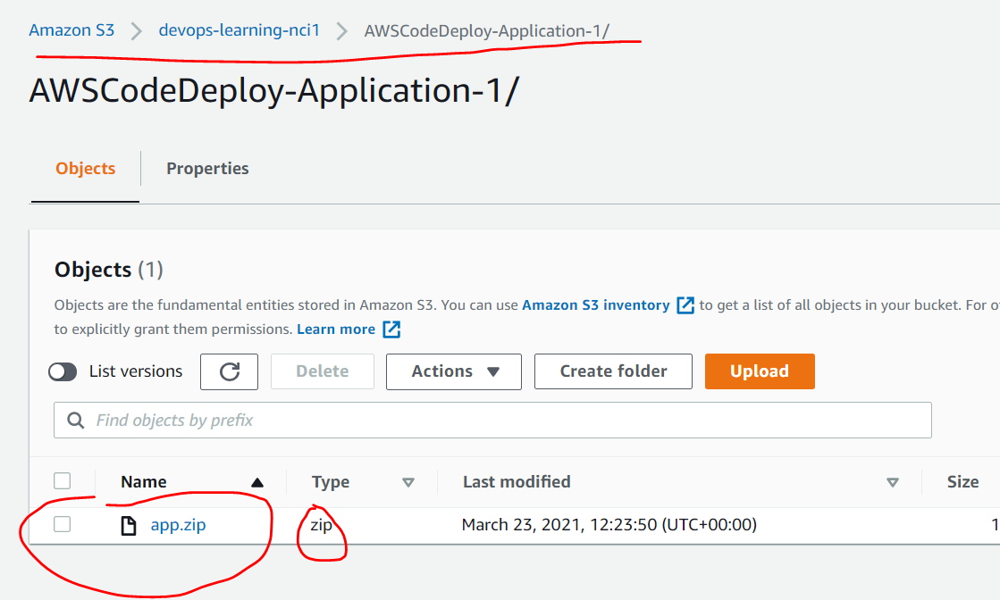 Amazon S3 > devops-learning-nci1 > AWSCodeDeploy-Application-1/
AWSCodeDeploy-Application-1/
Objects Properties
Objects (1)
Objects are the fundamental entities stored in Amazon S3. You can use Amazon S3 inventory to get a list of all objects in your bucket. For
to explicitly grant them permissions. Learn more
List versions Delete Actions Create folder Upload
Find objects by prefix
Name Type Last modified Size
app.zip zip March 23, 2021, 12:23:50 (UTC+00:00)